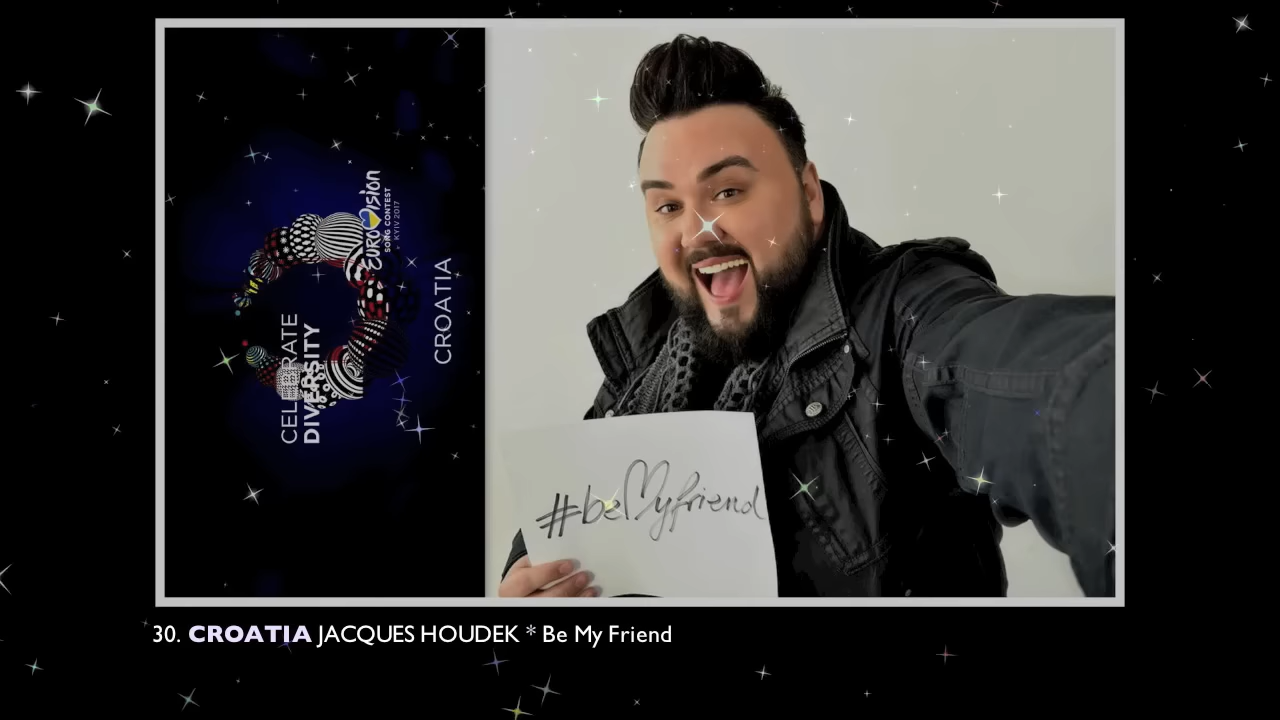 CELEBRATE
DIVERSITY
EUROVISION
SONG CONTEST
KYIV 2017
CROATIA
#beMyfriend
30. CROATIA JACQUES HOUDEK * Be My Friend